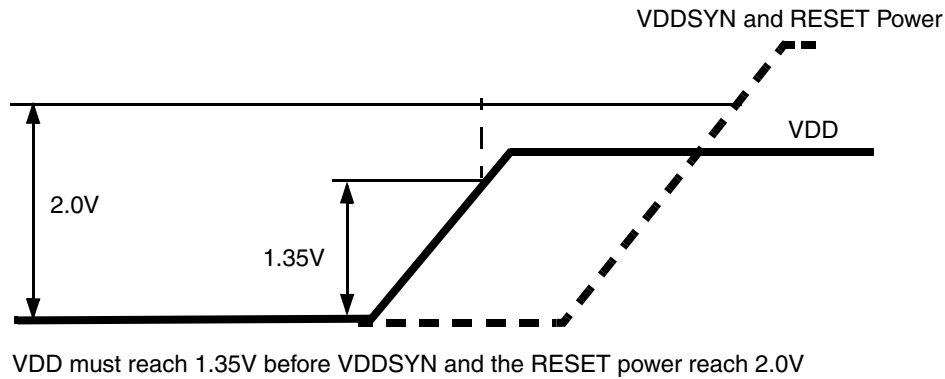 VDDSYN and RESET Power
VDD
2.0V
1.35V
VDD must reach 1.35V before VDDSYN and the RESET power reach 2.0V